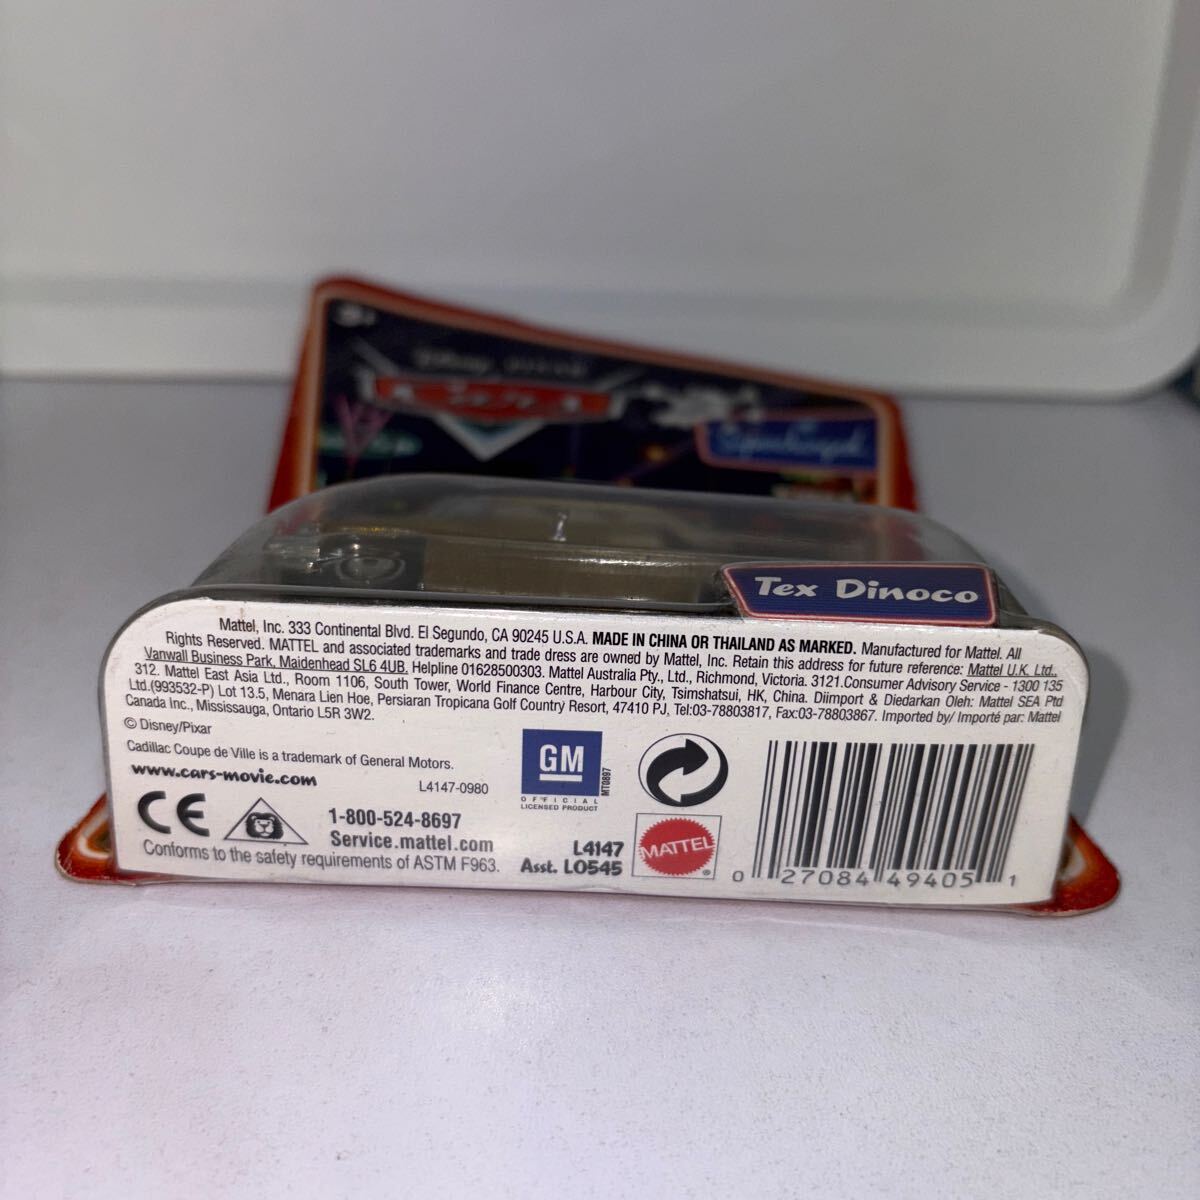 3+
Disney PIXAR
Cars
Supercharged
Tex Dinoco
Mattel, Inc. 333 Continental Blvd. El Segundo, CA 90245 U.S.A. MADE IN CHINA OR THAILAND AS MARKED. Manufactured for Mattel. All
Rights Reserved. MATTEL and associated trademarks and trade dress are owned by Mattel, Inc. Retain this address for future reference: Mattel U.K. Ltd.,
Vanwall Business Park, Maidenhead SL6 4UB. Helpline 01628500303. Mattel Australia Pty., Ltd., Richmond, Victoria. 3121.Consumer Advisory Service - 1300 135
312. Mattel East Asia Ltd., Room 1106, South Tower, World Finance Centre, Harbour City, Tsimshatsui, HK, China. Diimport & Diedarkan Oleh: Mattel SEA Ptd
Ltd.(993532-P) Lot 13.5, Menara Lien Hoe, Persiaran Tropicana Golf Country Resort, 47410 PJ. Tel:03-78803817, Fax:03-78803867. Imported by/ Importé par: Mattel
Canada Inc., Mississauga, Ontario L5R 3W2.
© Disney/Pixar
Cadillac Coupe de Ville is a trademark of General Motors.
www.cars-movie.com
L4147-0980
GM
MT0897
OFFICIAL
LICENSED PRODUCT
CE
1-800-524-8697
Service.mattel.com
Conforms to the safety requirements of ASTM F963.
L4147
Asst. L0545
MATTEL
®
0 27084 49405 1